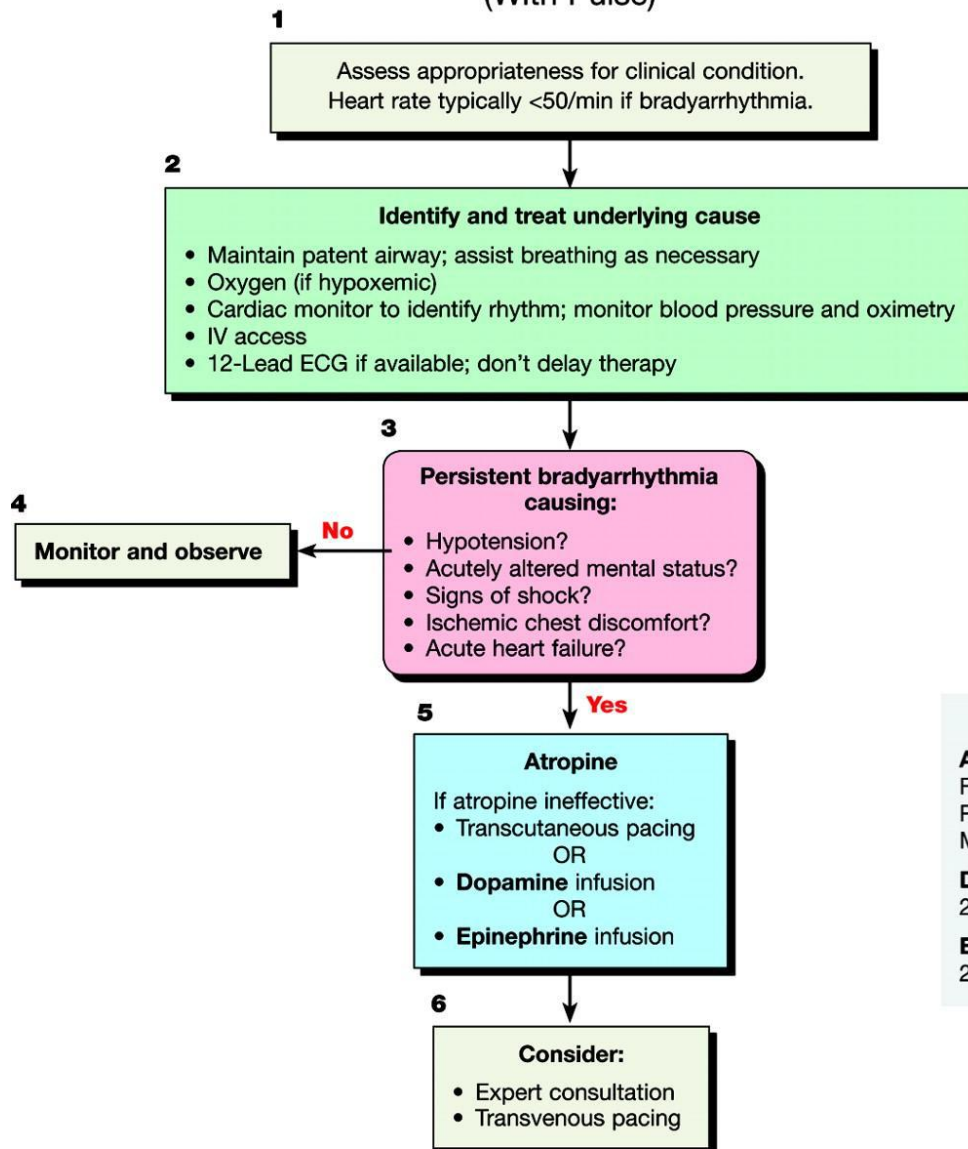 (With Pulse)
1
Assess appropriateness for clinical condition.
Heart rate typically <50/min if bradyarrhythmia.
2
Identify and treat underlying cause
• Maintain patent airway; assist breathing as necessary
• Oxygen (if hypoxemic)
• Cardiac monitor to identify rhythm; monitor blood pressure and oximetry
• IV access
• 12-Lead ECG if available; don't delay therapy
3
Persistent bradyarrhythmia
causing:
• Hypotension?
• Acutely altered mental status?
• Signs of shock?
• Ischemic chest discomfort?
• Acute heart failure?
4
No
Monitor and observe
Yes
5
Atropine
If atropine ineffective:
• Transcutaneous pacing
OR
• Dopamine infusion
OR
• Epinephrine infusion
6
Consider:
• Expert consultation
• Transvenous pacing